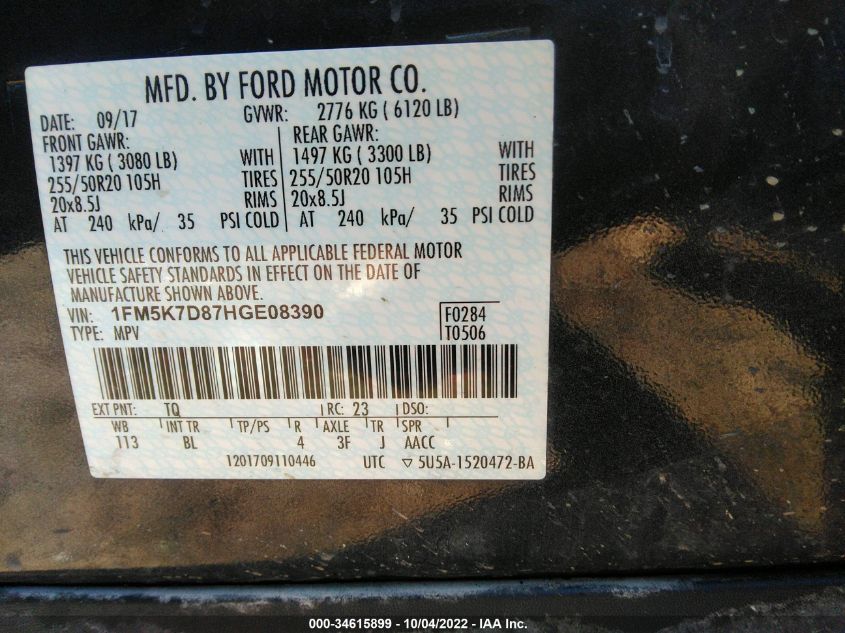 MFD. BY FORD MOTOR CO.
DATE: 09/17 GVWR: 2776 KG ( 6120 LB)
FRONT GAWR: REAR GAWR:
1397 KG ( 3080 LB) WITH 1497 KG ( 3300 LB) WITH
255/50R20 105H TIRES 255/50R20 105H TIRES
20x8.5J RIMS 20x8.5J RIMS
AT 240 kPa/ 35 PSI COLD AT 240 kPa/ 35 PSI COLD
THIS VEHICLE CONFORMS TO ALL APPLICABLE FEDERAL MOTOR
VEHICLE SAFETY STANDARDS IN EFFECT ON THE DATE OF
MANUFACTURE SHOWN ABOVE.
VIN: 1FM5K7D87HGE08390 F0284
TYPE: MPV T0506
EXT PNT: TQ RC: 23 DSO:
WB INT TR TP/PS R AXLE TR SPR
113 BL 4 3F J AACC
1201709110446 UTC ▽ 5U5A-1520472-BA
000-34615899 - 10/04/2022 - IAA Inc.